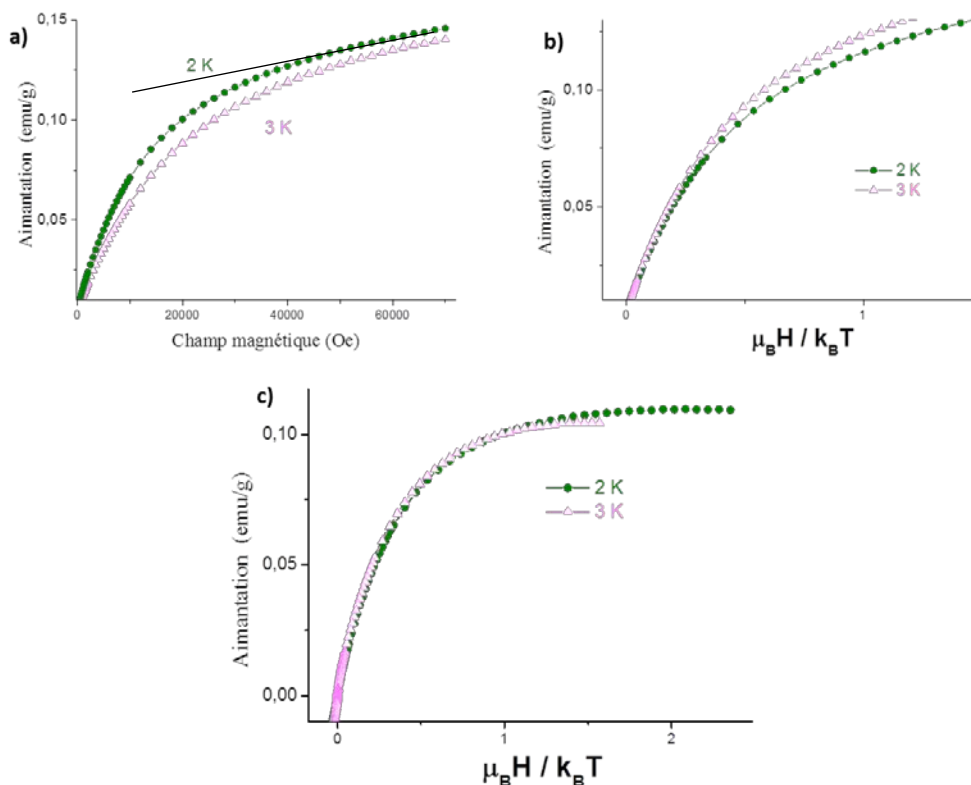 a)
0,15
0,10
0,05
Aimantation (emu/g)
2 K
3 K
0
20000
40000
60000
Champ magnétique (Oe)
b)
0,10
0,05
Aimantation (emu/g)
2 K
3 K
0
1
μBH / kBT
c)
0,10
0,05
0,00
Aimantation (emu/g)
2 K
3 K
0
1
2
μBH / kBT